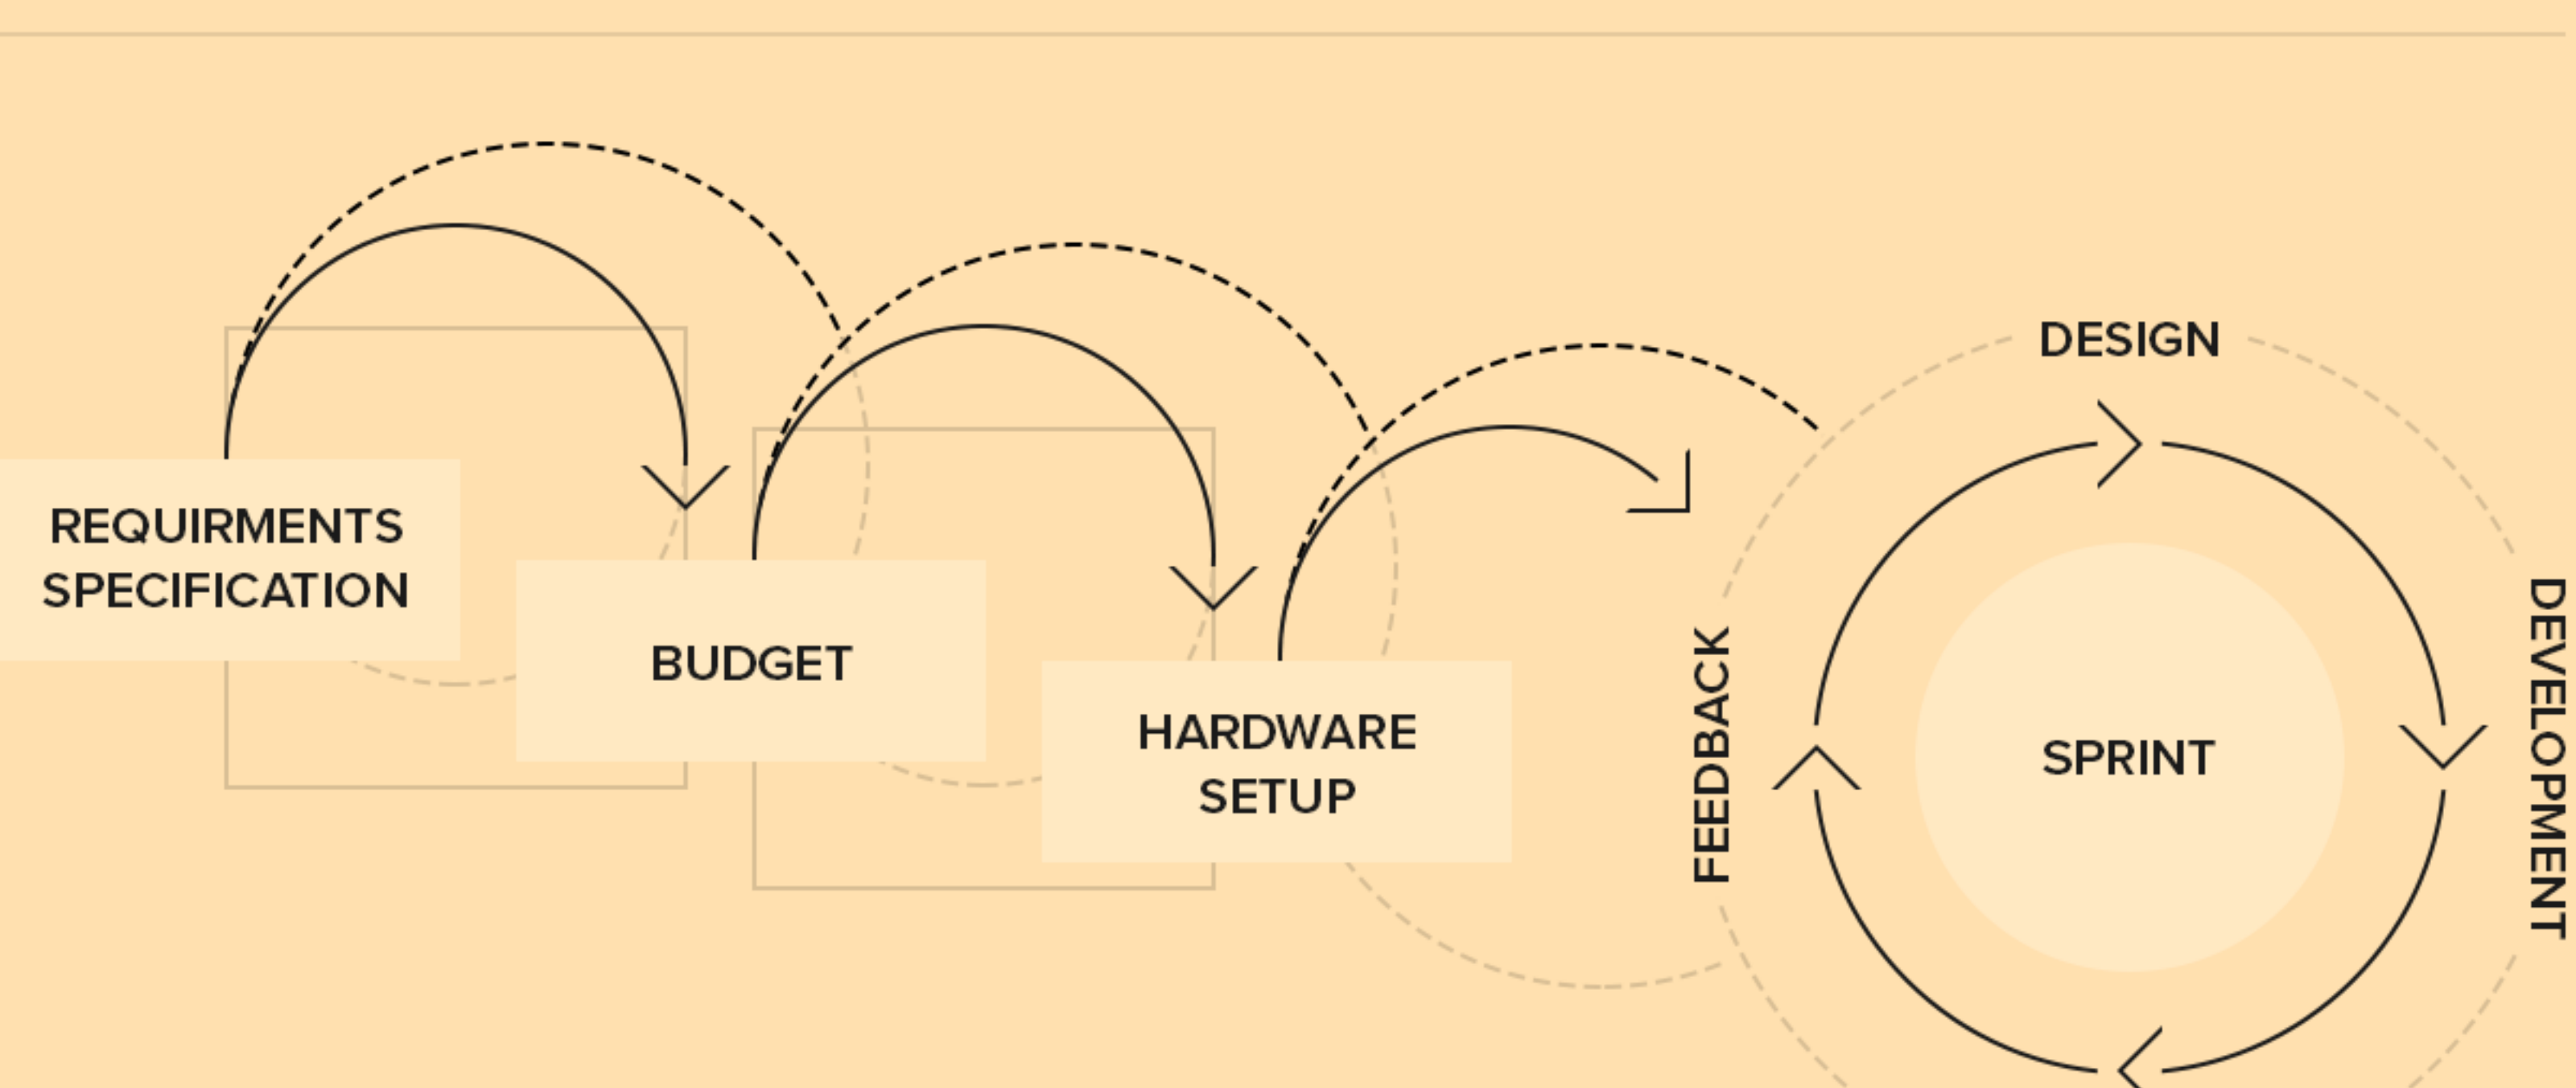 REQUIRMENTS
SPECIFICATION
BUDGET
HARDWARE
SETUP
FEEDBACK
DESIGN
SPRINT
DEVELOPMENT